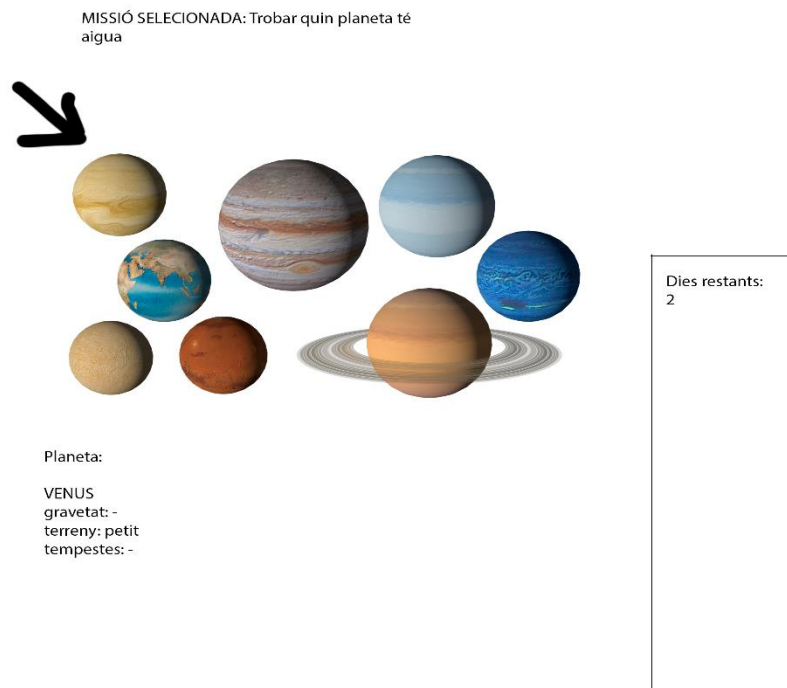 MISSIÓ SELECIONADA: Trobar quin planeta té
aigua
Dies restants:
2
Planeta:
VENUS
gravetat: -
terreny: petit
tempestes: -